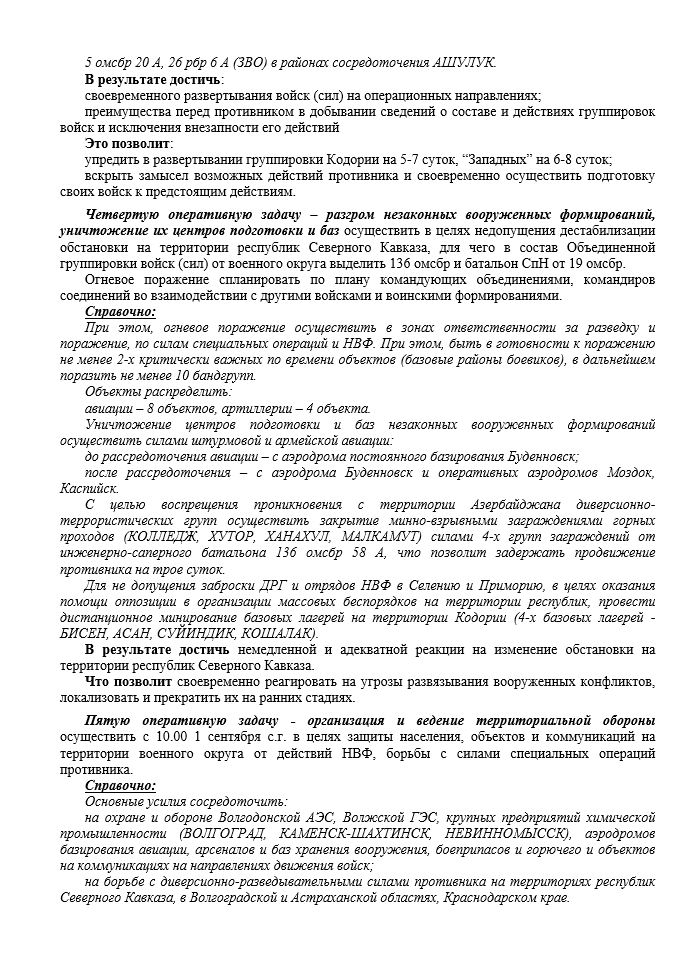 5 омсбр 20 А, 26 рбр 6 А (ЗВО) в районах сосредоточения АШУЛУК.
В результате достичь:
своевременного развертывания войск (сил) на операционных направлениях;
преимущества перед противником в добывании сведений о составе и действиях группировок
войск и исключения внезапности его действий
Это позволит:
упредить в развертывании группировки Кодории на 5-7 суток, “Западных” на 6-8 суток;
вскрыть замысел возможных действий противника и своевременно осуществить подготовку
своих войск к предстоящим действиям.
Четвертую оперативную задачу – разгром незаконных вооруженных формирований,
уничтожение их центров подготовки и баз осуществить в целях недопущения дестабилизации
обстановки на территории республик Северного Кавказа, для чего в состав Объединенной
группировки войск (сил) от военного округа выделить 136 омсбр и батальон СпН от 19 омсбр.
Огневое поражение спланировать по плану командующих объединениями, командиров
соединений во взаимодействии с другими войсками и воинскими формированиями.
Справочно:
При этом, огневое поражение осуществить в зонах ответственности за разведку и
поражение, по силам специальных операций и НВФ. При этом, быть в готовности к поражению
не менее 2-х критически важных по времени объектов (базовые районы боевиков), в дальнейшем
поразить не менее 10 бандгрупп.
Объекты распределить:
авиации – 8 объектов, артиллерии – 4 объекта.
Уничтожение центров подготовки и баз незаконных вооруженных формирований
осуществить силами штурмовой и армейской авиации:
до рассредоточения авиации – с аэродрома постоянного базирования Буденновск;
после рассредоточения – с аэродрома Буденновск и оперативных аэродромов Моздок,
Каспийск.
С целью воспрещения проникновения с территории Азербайджана диверсионно-
террористических групп осуществить закрытие минно-взрывными заграждениями горных
проходов (КОЛЛЕДЖ, ХУТОР, ХАНАХУЛ, МАЛКАМУТ) силами 4-х групп заграждений от
инженерно-саперного батальона 136 омсбр 58 А, что позволит задержать продвижение
противника на трое суток.
Для не допущения заброски ДРГ и отрядов НВФ в Селению и Приморию, в целях оказания
помощи оппозиции в организации массовых беспорядков на территории республик, провести
дистанционное минирование базовых лагерей на территории Кодории (4-х базовых лагерей -
БИСЕН, АСАН, СУЙИНДИК, КОШАЛАК).
В результате достичь немедленной и адекватной реакции на изменение обстановки на
территории республик Северного Кавказа.
Что позволит своевременно реагировать на угрозы развязывания вооруженных конфликтов,
локализовать и прекратить их на ранних стадиях.
Пятую оперативную задачу - организация и ведение территориальной обороны
осуществить с 10.00 1 сентября с.г. в целях защиты населения, объектов и коммуникаций на
территории военного округа от действий НВФ, борьбы с силами специальных операций
противника.
Справочно:
Основные усилия сосредоточить:
на охране и обороне Волгодонской АЭС, Волжской ГЭС, крупных предприятий химической
промышленности (ВОЛГОГРАД, КАМЕНСК-ШАХТИНСК, НЕВИННОМЫССК), аэродромов
базирования авиации, арсеналов и баз хранения вооружения, боеприпасов и горючего и объектов
на коммуникациях на направлениях движения войск;
на борьбе с диверсионно-разведывательными силами противника на территориях республик
Северного Кавказа, в Волгоградской и Астраханской областях, Краснодарском крае.